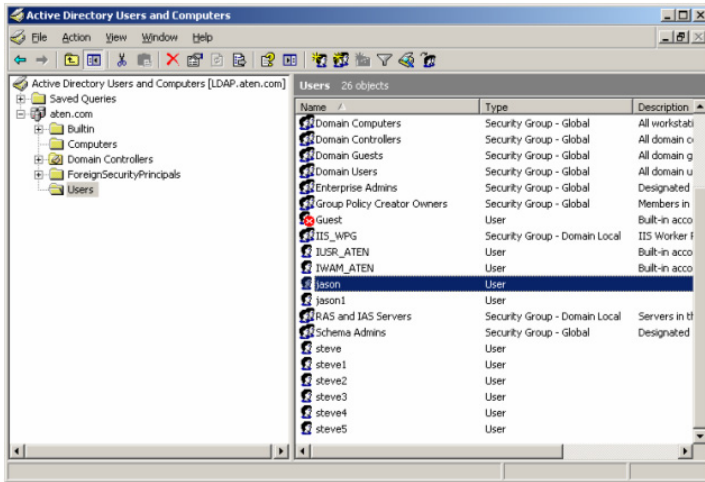 Active Directory Users and Computers
File Action View Window Help
Active Directory Users and Computers [LDAP.aten.com]
Saved Queries
aten.com
Builtin
Computers
Domain Controllers
ForeignSecurityPrincipals
Users
Users 26 objects
Name Type Description
Domain Computers Security Group - Global All workstati
Domain Controllers Security Group - Global All domain co
Domain Guests Security Group - Global All domain g
Domain Users Security Group - Global All domain u
Enterprise Admins Security Group - Global Designated
Group Policy Creator Owners Security Group - Global Members in
Guest User Built-in acco
IIS_WPG Security Group - Domain Local IIS Worker P
IUSR_ATEN User Built-in acco
IWAM_ATEN User Built-in acco
jason User
jason1 User
RAS and IAS Servers Security Group - Domain Local Servers in th
Schema Admins Security Group - Global Designated
steve User
steve1 User
steve2 User
steve3 User
steve4 User
steve5 User